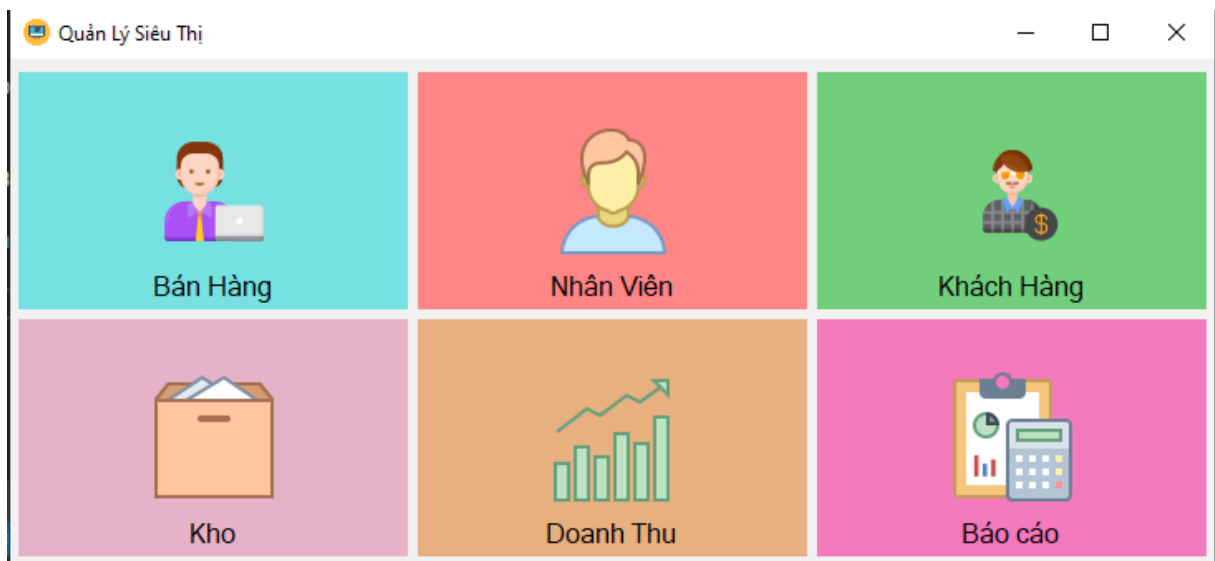 Quản Lý Siêu Thị
Bán Hàng
Nhân Viên
Khách Hàng
$
Kho
Doanh Thu
Báo cáo